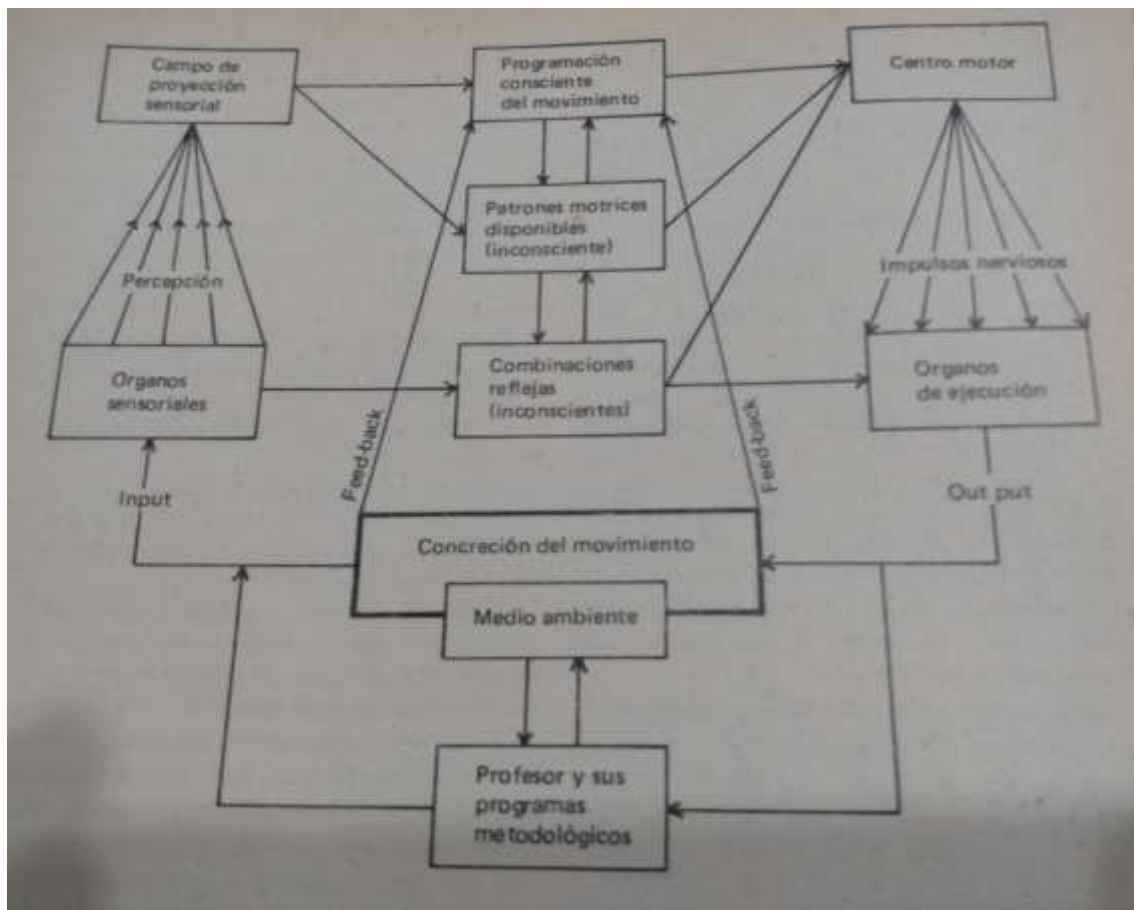 Campo de
proyección
sensorial
Programación
consciente
del movimiento
Centro motor
Patrones motrices
disponibles
(inconsciente)
Percepción
Impulsos nerviosos
Organos
sensoriales
Combinaciones
reflejas
(inconscientes)
Organos
de ejecución
Feed-back
Feed-back
Input
Out put
Concreción del movimiento
Medio ambiente
Profesor y sus
programas
metodológicos